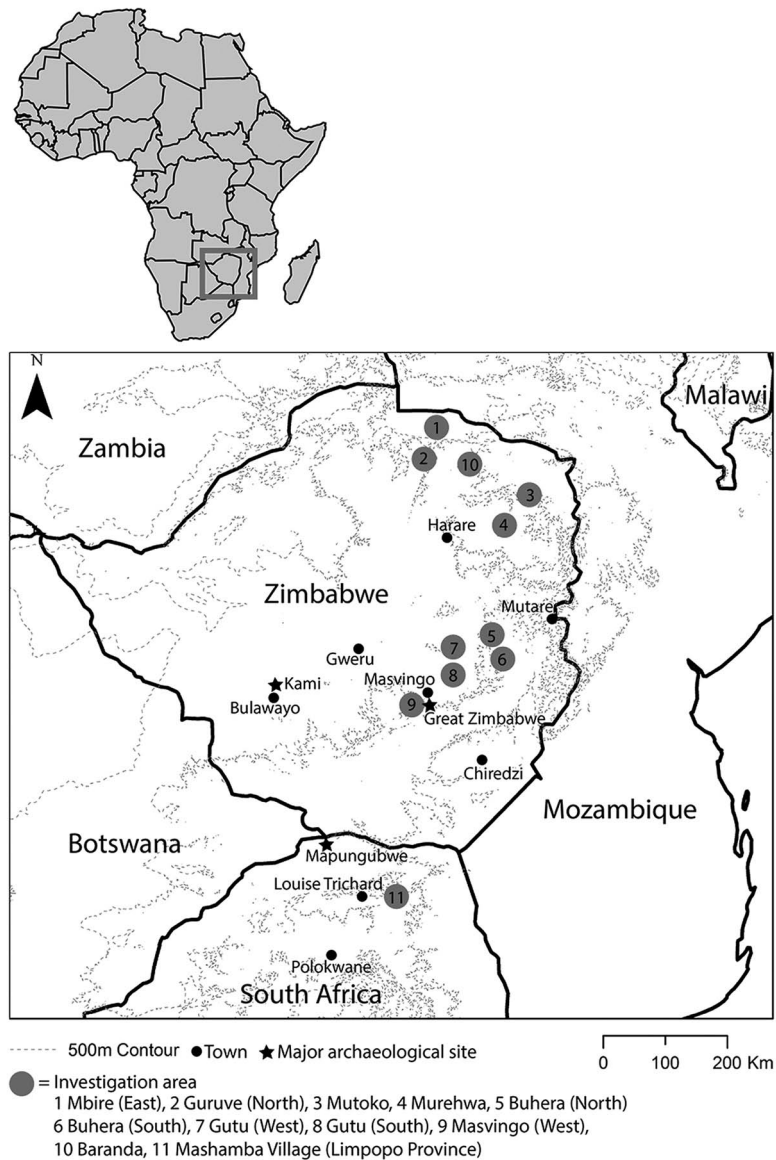 N
Malawi
Zambia
1
2
10
3
4
Harare
Zimbabwe
Mutare
5
7
6
Gweru
8
Masvingo
Kami
9
Bulawayo
Great Zimbabwe
Chiredzi
Mozambique
Botswana
Mapungubwe
Louise Trichard
11
Polokwane
South Africa
500m Contour Town Major archaeological site
0 100 200 Km
= Investigation area
1 Mbire (East), 2 Guruve (North), 3 Mutoko, 4 Murehwa, 5 Buhera (North)
6 Buhera (South), 7 Gutu (West), 8 Gutu (South), 9 Masvingo (West),
10 Baranda, 11 Mashamba Village (Limpopo Province)